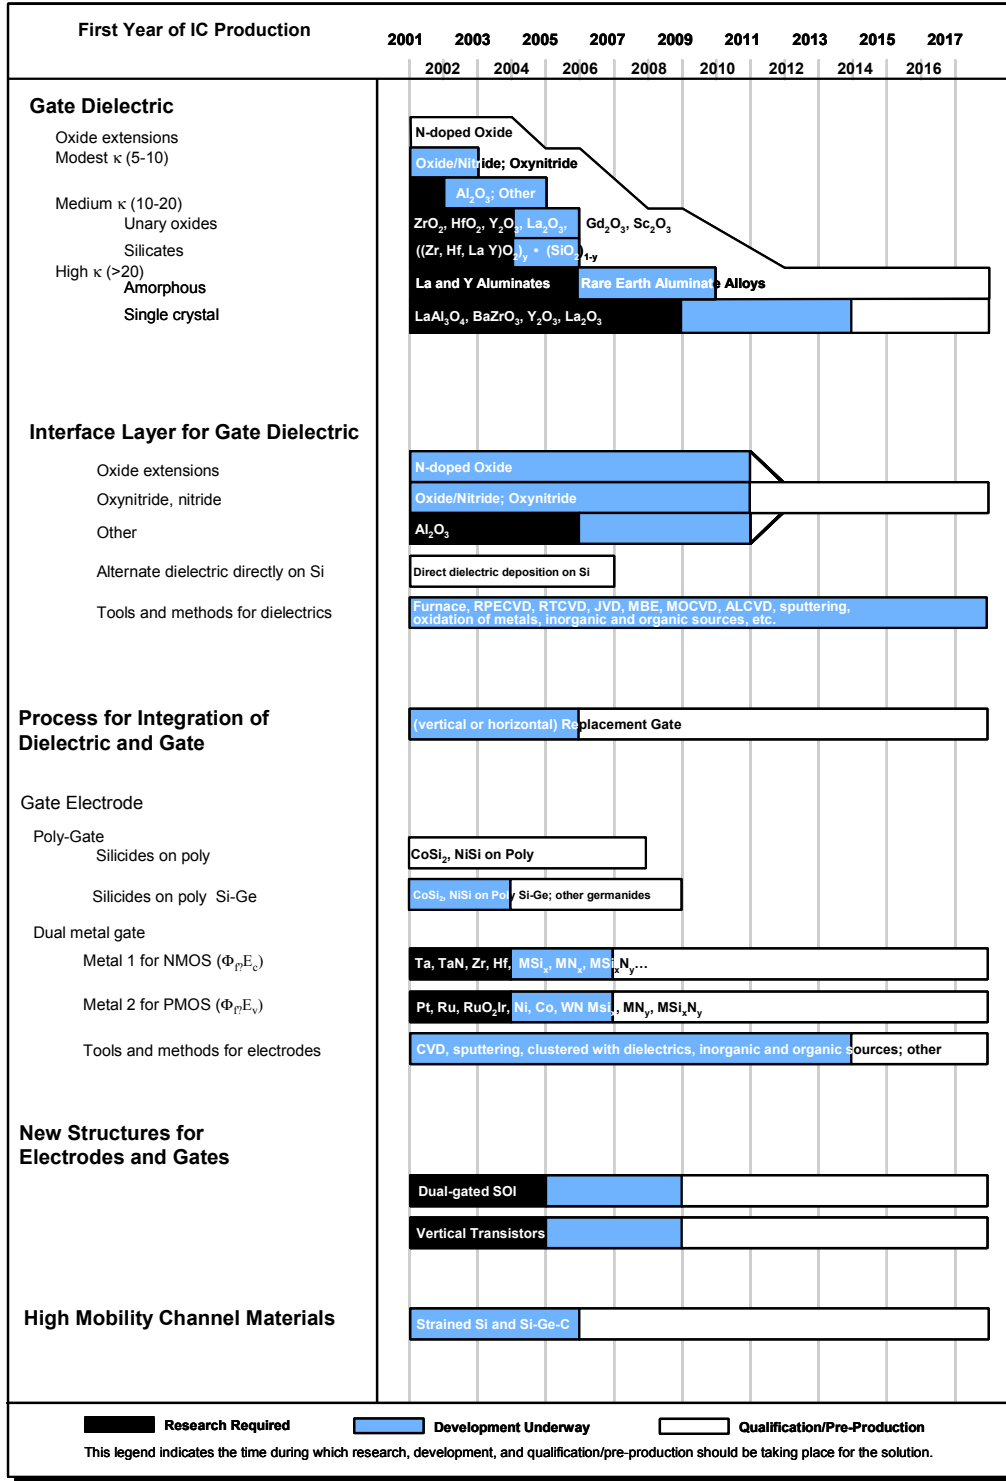 First Year of IC Production
2001 2003 2005 2007 2009 2011 2013 2015 2017
2002 2004 2006 2008 2010 2012 2014 2016
Gate Dielectric
Oxide extensions
N-doped Oxide
Modest κ (5-10)
Oxide/Nitride; Oxynitride
Al₂O₃; Other
Medium κ (10-20)
Unary oxides
ZrO₂, HfO₂, Y₂O₃, La₂O₃, Gd₂O₃, Sc₂O₃
Silicates
((Zr, Hf, La Y)O₂)y • (SiO₂)1-y
High κ (>20)
Amorphous
La and Y Aluminates Rare Earth Aluminate Alloys
Single crystal
LaAl₃O₄, BaZrO₃, Y₂O₃, La₂O₃
Interface Layer for Gate Dielectric
Oxide extensions
N-doped Oxide
Oxynitride, nitride
Oxide/Nitride; Oxynitride
Other
Al₂O₃
Alternate dielectric directly on Si
Direct dielectric deposition on Si
Tools and methods for dielectrics
Furnace, RPECVD, RTCVD, JVD, MBE, MOCVD, ALCVD, sputtering,
oxidation of metals, inorganic and organic sources, etc.
Process for Integration of
Dielectric and Gate
(vertical or horizontal) Replacement Gate
Gate Electrode
Poly-Gate
Silicides on poly
CoSi₂, NiSi on Poly
Silicides on poly Si-Ge
CoSi₂, NiSi on Poly Si-Ge; other germanides
Dual metal gate
Metal 1 for NMOS (Φf?Ec)
Ta, TaN, Zr, Hf, MSix, MNx, MSixNy…
Metal 2 for PMOS (Φf?Ev)
Pt, Ru, RuO₂Ir, Ni, Co, WN Msi, MNy, MSixNy
Tools and methods for electrodes
CVD, sputtering, clustered with dielectrics, inorganic and organic sources; other
New Structures for
Electrodes and Gates
Dual-gated SOI
Vertical Transistors
High Mobility Channel Materials
Strained Si and Si-Ge-C
Research Required Development Underway Qualification/Pre-Production
This legend indicates the time during which research, development, and qualification/pre-production should be taking place for the solution.